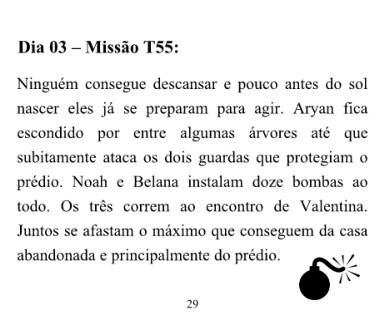 Dia 03 – Missão T55:
Ninguém consegue descansar e pouco antes do sol
nascer eles já se preparam para agir. Aryan fica
escondido por entre algumas árvores até que
subitamente ataca os dois guardas que protegiam o
prédio. Noah e Belana instalam doze bombas ao
todo. Os três correm ao encontro de Valentina.
Juntos se afastam o máximo que conseguem da casa
abandonada e principalmente do prédio.
29